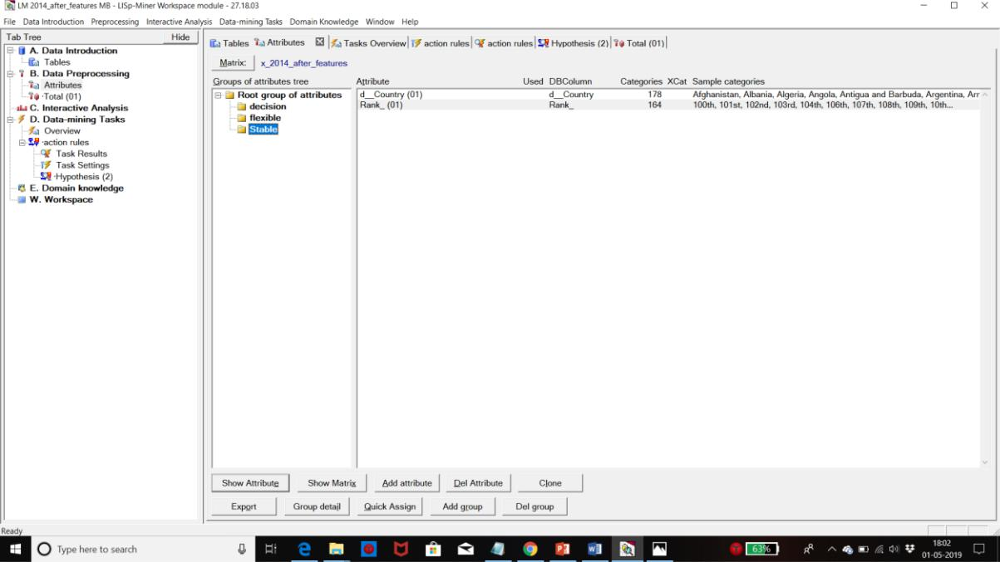 LM 2014_after_features MB - LISp-Miner Workspace module - 27.18.03
File Data Introduction Preprocessing Interactive Analysis Data-mining Tasks Domain Knowledge Window Help
Tab Tree Hide
A. Data Introduction
Tables
B. Data Preprocessing
Attributes
·Total (01)
C. Interactive Analysis
D. Data-mining Tasks
Overview
·action rules
Task Results
Task Settings
·Hypothesis (2)
E. Domain knowledge
W. Workspace
Tables Attributes Tasks Overview action rules action rules Hypothesis (2) Total (01)
Matrix: x_2014_after_features
Groups of attributes tree
Root group of attributes
decision
flexible
Stable
Attribute Used DBColumn Categories XCat Sample categories
d__Country (01) d__Country 178 Afghanistan, Albania, Algeria, Angola, Antigua and Barbuda, Argentina, Arr
Rank_ (01) Rank_ 164 100th, 101st, 102nd, 103rd, 104th, 106th, 107th, 108th, 109th, 10th...
Show Attribute Show Matrix Add attribute Del Attribute Clone
Export Group detail Quick Assign Add group Del group
Ready
Type here to search
63%
18:02
01-05-2019